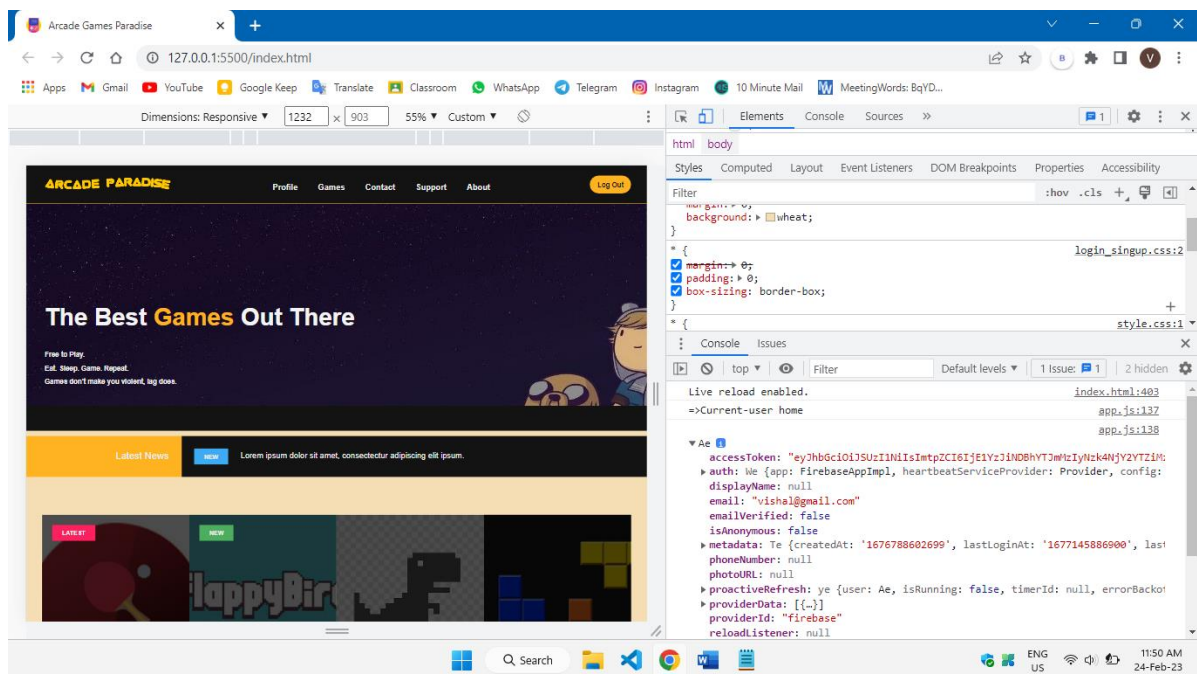 Arcade Games Paradise
127.0.0.1:5500/index.html
B
V
Apps Gmail YouTube Google Keep Translate Classroom WhatsApp Telegram Instagram 10 Minute Mail MeetingWords: BqYD...
Dimensions: Responsive ▼ 1232 × 903 55% ▼ Custom ▼
Elements Console Sources » 1
html body
Styles Computed Layout Event Listeners DOM Breakpoints Properties Accessibility
Filter :hov .cls +
background: ▶ wheat;
}
* { login_singup.css:2
margin: ▶ 0;
padding: ▶ 0;
box-sizing: border-box;
}
* { style.css:1
Console Issues
top ▼ Filter Default levels ▼ 1 Issue: 1 2 hidden
Live reload enabled. index.html:403
=>Current-user home app.js:137
app.js:138
▼ Ae i
accessToken: "eyJhbGciOiJSUzI1NiIsImtpZCI6IjE1YzJiNDBhYTJmMzIyNzk4NjY2YTZiMz
▶ auth: We {app: FirebaseAppImpl, heartbeatServiceProvider: Provider, config:
displayName: null
email: "vishal@gmail.com"
emailVerified: false
isAnonymous: false
▶ metadata: Te {createdAt: '1676788602699', lastLoginAt: '1677145886900', last
phoneNumber: null
photoURL: null
▶ proactiveRefresh: ye {user: Ae, isRunning: false, timerId: null, errorBackof
▶ providerData: [{…}]
providerId: "firebase"
reloadListener: null
ARCADE PARADISE
Profile Games Contact Support About
Log Out
The Best Games Out There
Free to Play.
Eat. Sleep. Game. Repeat.
Games don't make you violent, lag does.
Latest News NEW Lorem ipsum dolor sit amet, consectectur adipiscing elit ipsum.
LATEST NEW
FlappyBir
Search
ENG
US
11:50 AM
24-Feb-23